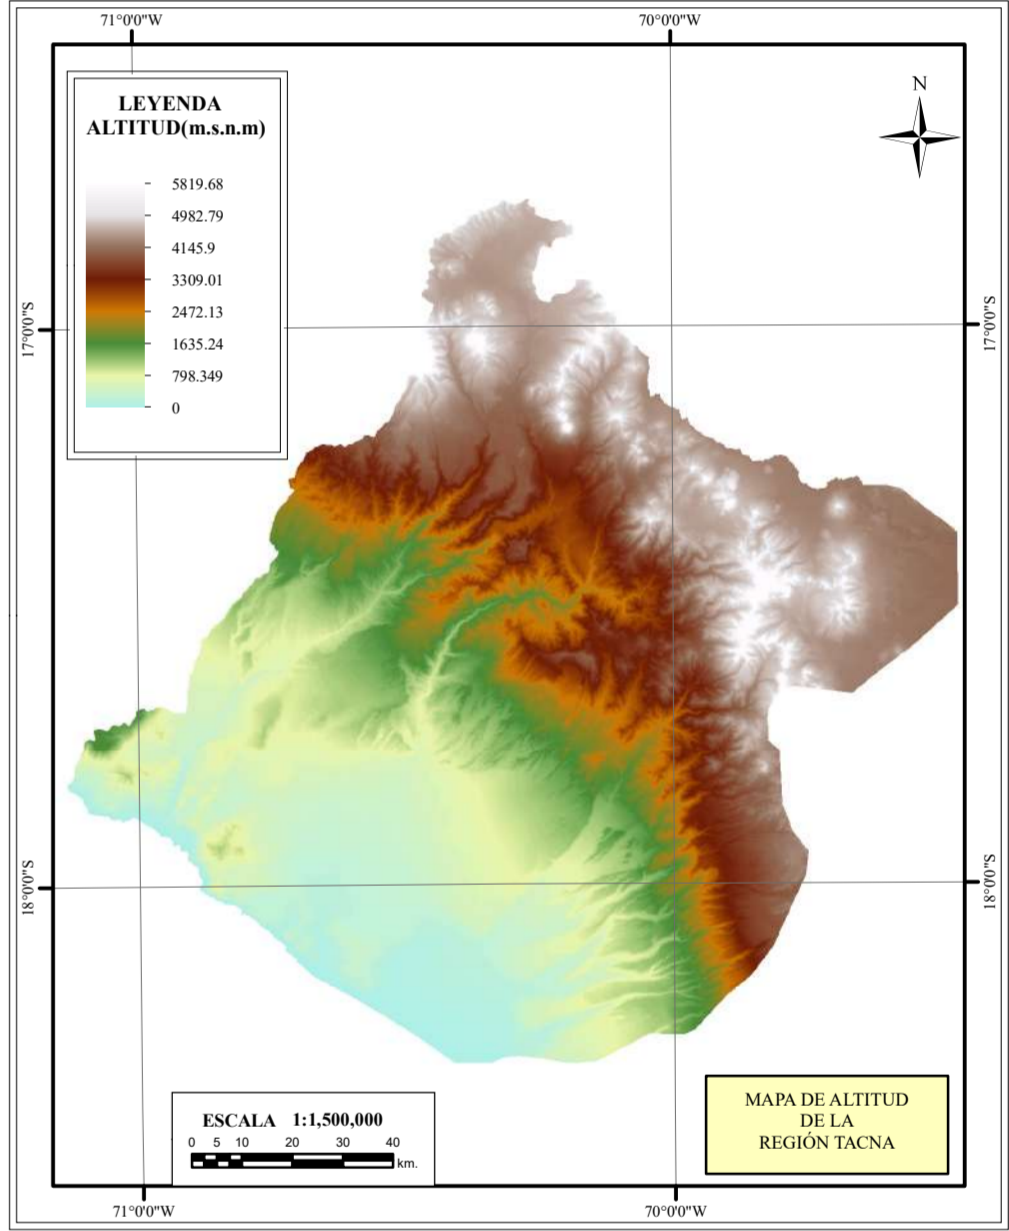 71°0'0"W 70°0'0"W
LEYENDA
ALTITUD(m.s.n.m)
5819.68
4982.79
4145.9
3309.01
2472.13
1635.24
798.349
0
N
17°0'0"S 17°0'0"S
18°0'0"S 18°0'0"S
ESCALA 1:1,500,000
0 5 10 20 30 40
km.
MAPA DE ALTITUD
DE LA
REGIÓN TACNA
71°0'0"W 70°0'0"W